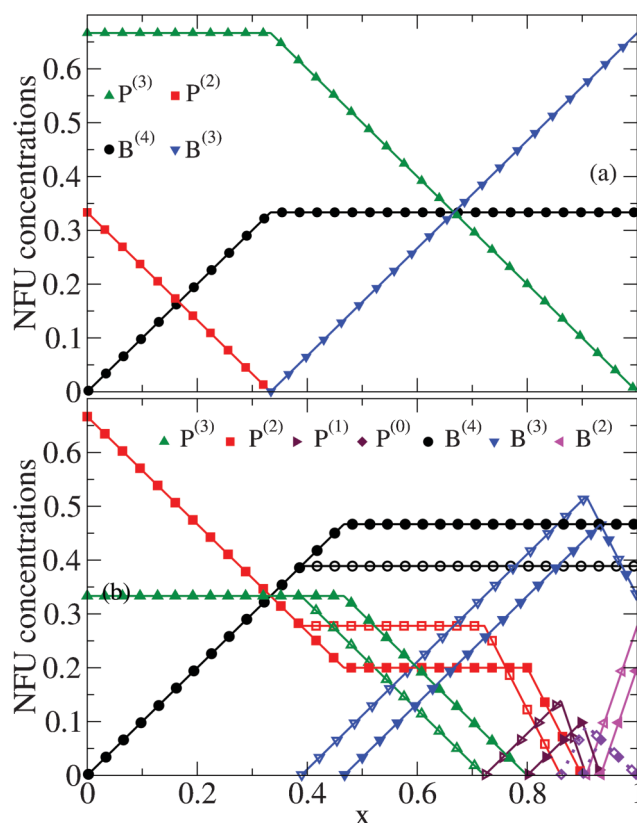 0.6
0.5
0.4
0.3
0.2
0.1
0
NFU concentrations
P(3) P(2)
B(4) B(3)
(a)
P(3) P(2) P(1) P(0) B(4) B(3) B(2)
0.6
0.5
0.4
0.3
0.2
0.1
0
NFU concentrations
(b)
0 0.2 0.4 0.6 0.8 1
x